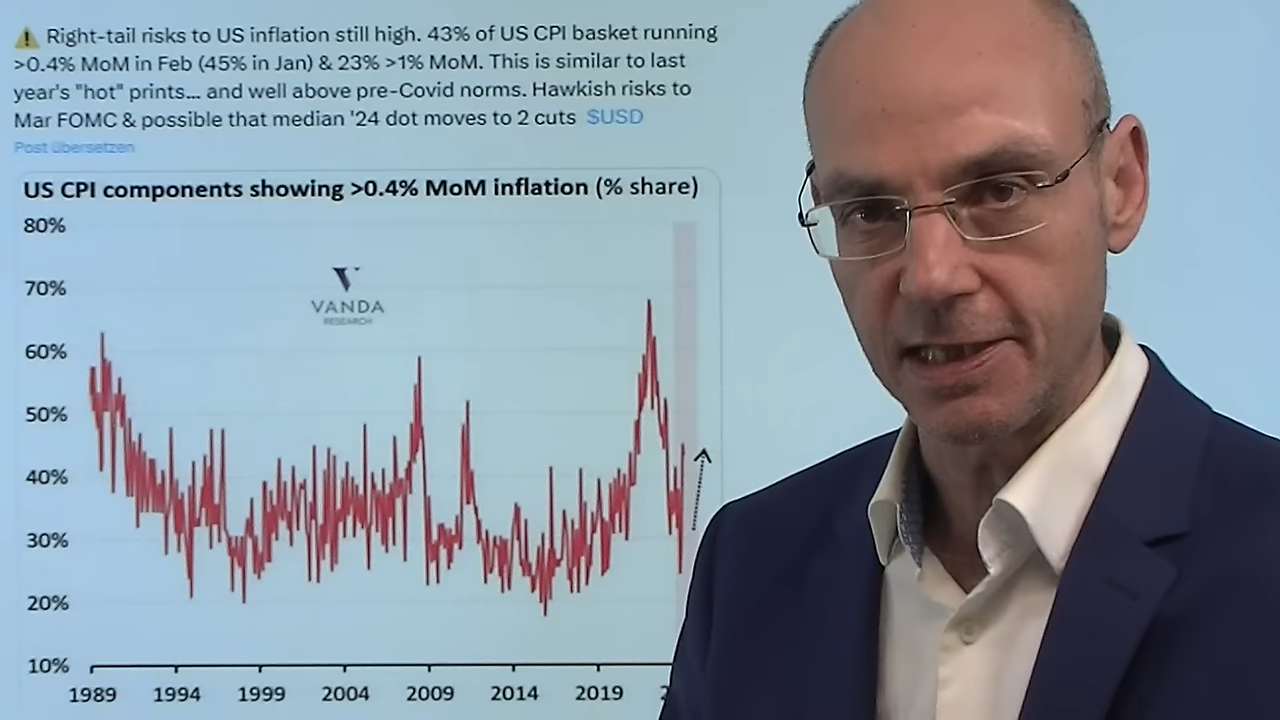 ⚠️ Right-tail risks to US inflation still high. 43% of US CPI basket running
>0.4% MoM in Feb (45% in Jan) & 23% >1% MoM. This is similar to last
year's "hot" prints... and well above pre-Covid norms. Hawkish risks to
Mar FOMC & possible that median '24 dot moves to 2 cuts $USD
Post übersetzen
US CPI components showing >0.4% MoM inflation (% share)
80%
70%
VANDA
RESEARCH
60%
50%
40%
30%
20%
10%
1989 1994 1999 2004 2009 2014 2019